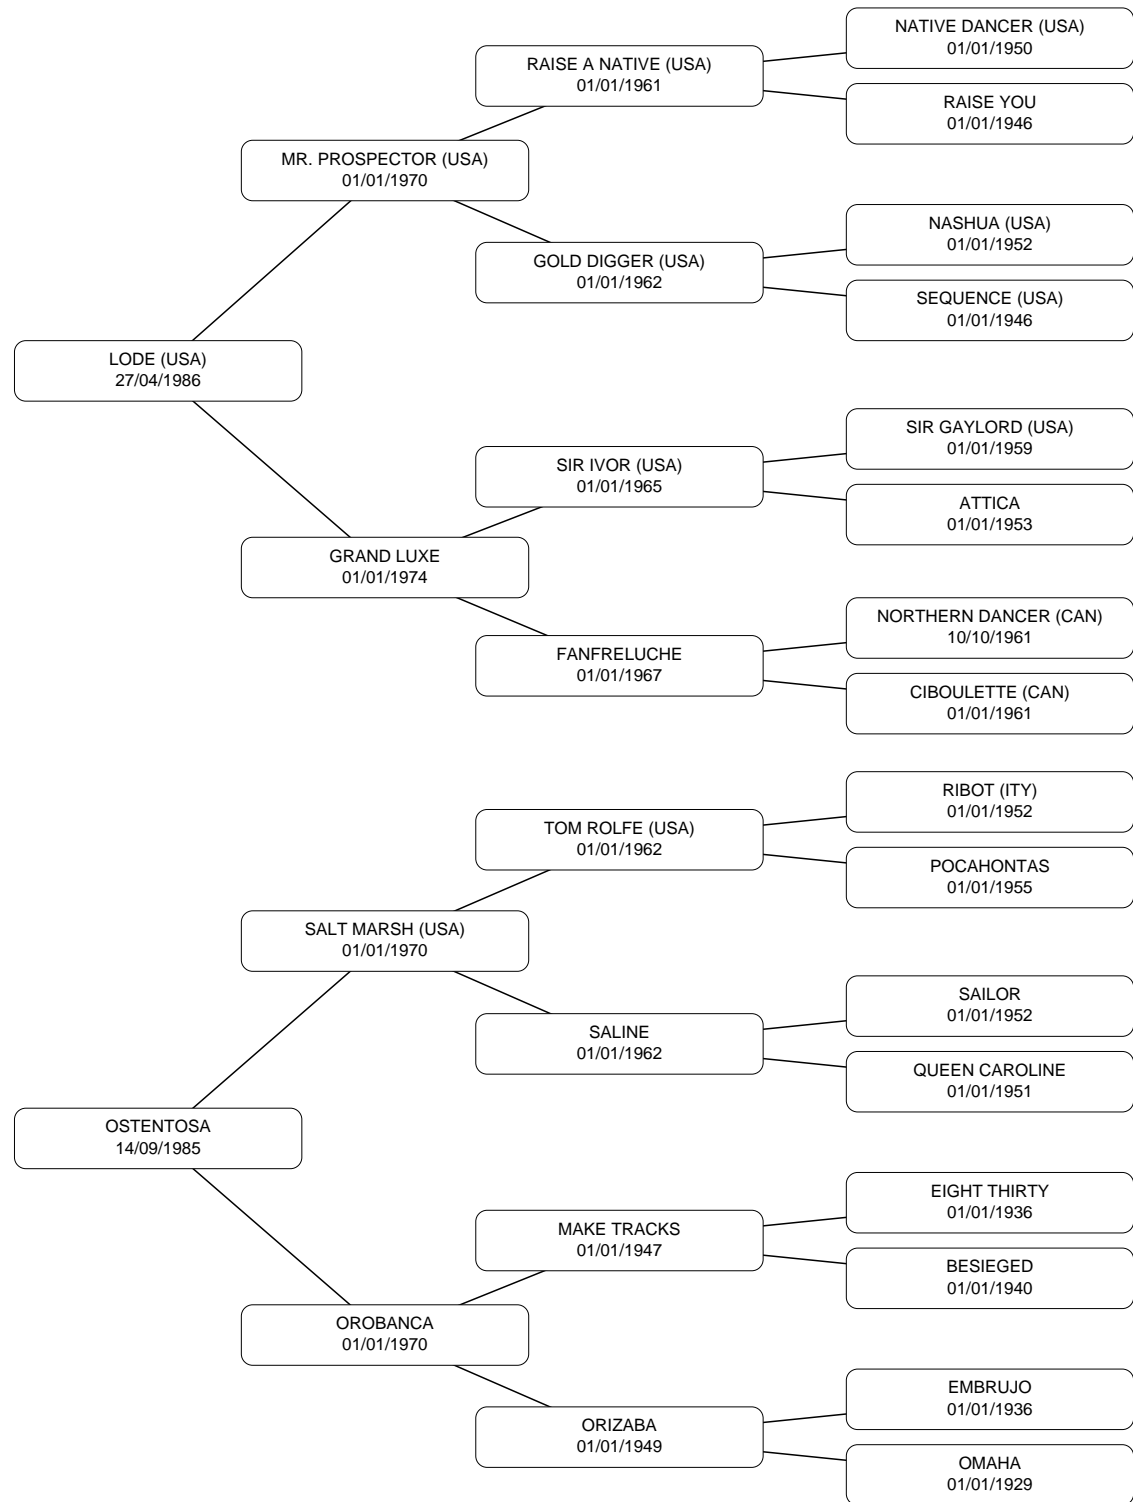 NATIVE DANCER (USA)
01/01/1950
RAISE A NATIVE (USA)
01/01/1961
RAISE YOU
01/01/1946
MR. PROSPECTOR (USA)
01/01/1970
NASHUA (USA)
01/01/1952
GOLD DIGGER (USA)
01/01/1962
SEQUENCE (USA)
01/01/1946
LODE (USA)
27/04/1986
SIR GAYLORD (USA)
01/01/1959
SIR IVOR (USA)
01/01/1965
ATTICA
01/01/1953
GRAND LUXE
01/01/1974
NORTHERN DANCER (CAN)
10/10/1961
FANFRELUCHE
01/01/1967
CIBOULETTE (CAN)
01/01/1961
RIBOT (ITY)
01/01/1952
TOM ROLFE (USA)
01/01/1962
POCAHONTAS
01/01/1955
SALT MARSH (USA)
01/01/1970
SAILOR
01/01/1952
SALINE
01/01/1962
QUEEN CAROLINE
01/01/1951
OSTENTOSA
14/09/1985
EIGHT THIRTY
01/01/1936
MAKE TRACKS
01/01/1947
BESIEGED
01/01/1940
OROBANCA
01/01/1970
EMBRUJO
01/01/1936
ORIZABA
01/01/1949
OMAHA
01/01/1929